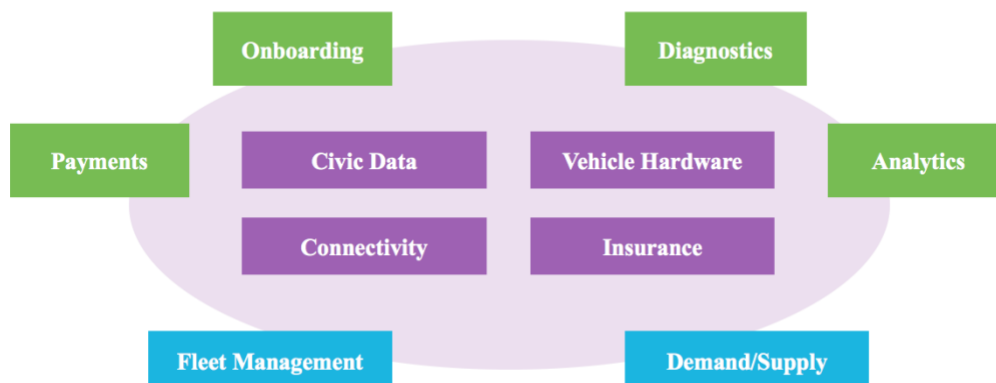 Onboarding
Diagnostics
Payments
Civic Data
Vehicle Hardware
Analytics
Connectivity
Insurance
Fleet Management
Demand/Supply